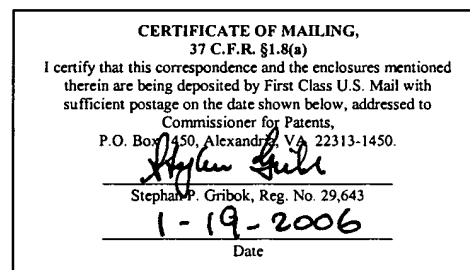 CERTIFICATE OF MAILING,
37 C.F.R. §1.8(a)
I certify that this correspondence and the enclosures mentioned
therein are being deposited by First Class U.S. Mail with
sufficient postage on the date shown below, addressed to
Commissioner for Patents,
P.O. Box 1450, Alexandria, VA 22313-1450.
Stephan P. Gribok, Reg. No. 29,643
1-19-2006
Date